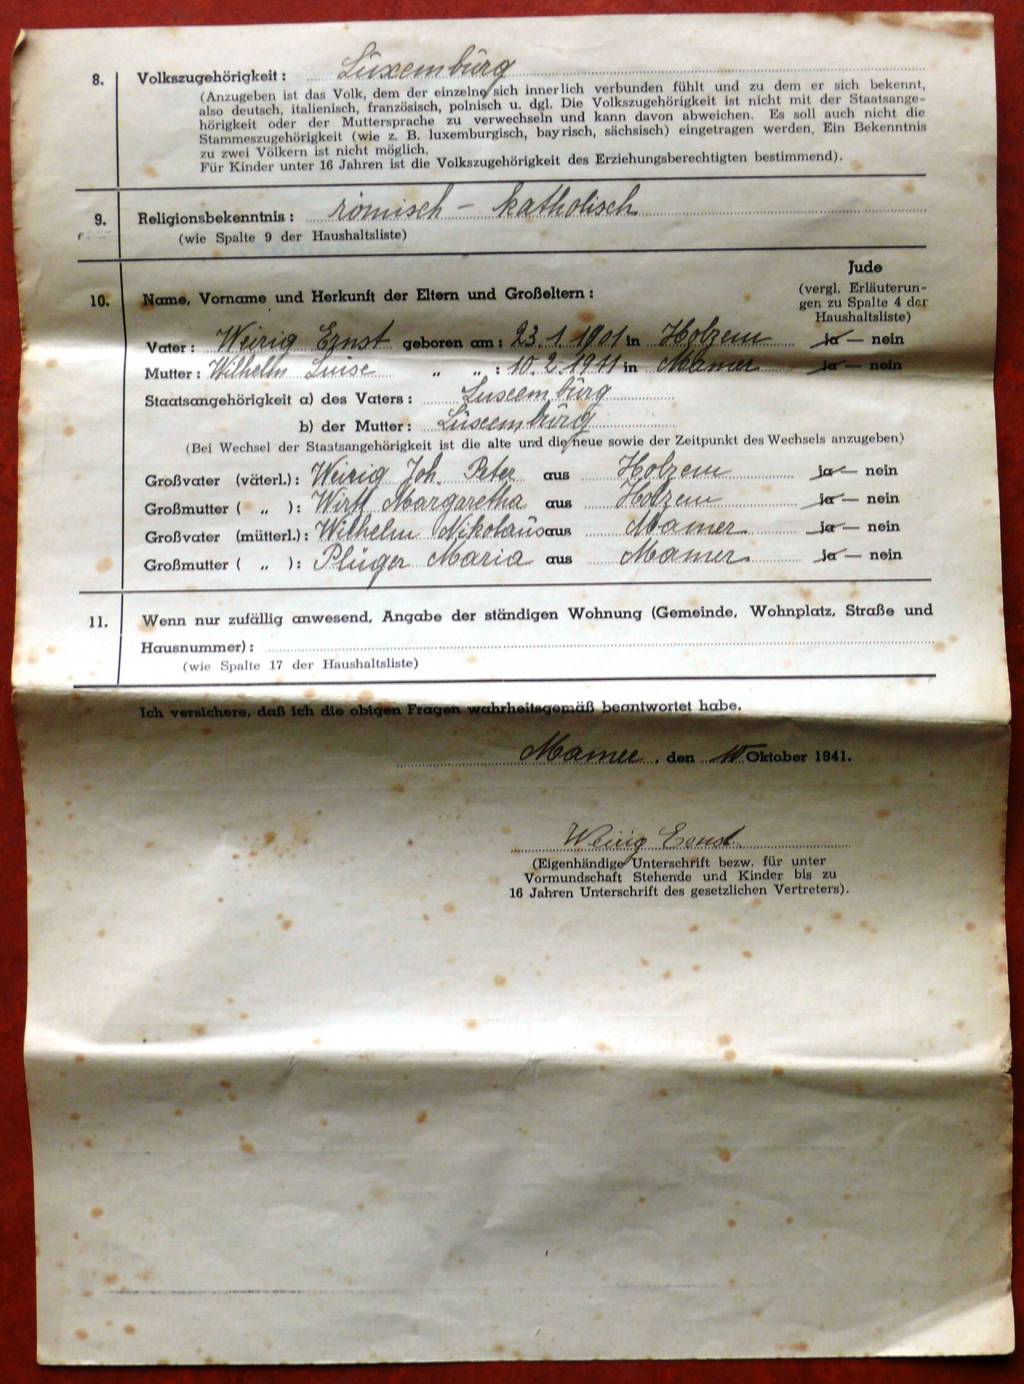 8. Volkszugehörigkeit: Luxemburg
(Anzugeben ist das Volk, dem der einzelne sich innerlich verbunden fühlt und zu dem er sich bekennt,
also deutsch, italienisch, französisch, polnisch u. dgl. Die Volkszugehörigkeit ist nicht mit der Staatsange-
hörigkeit oder der Muttersprache zu verwechseln und kann davon abweichen. Es soll auch nicht die
Stammeszugehörigkeit (wie z. B. luxemburgisch, bayrisch, sächsisch) eingetragen werden. Ein Bekenntnis
zu zwei Völkern ist nicht möglich.
Für Kinder unter 16 Jahren ist die Volkszugehörigkeit des Erziehungsberechtigten bestimmend).
9. Religionsbekenntnis: römisch - katholisch
(wie Spalte 9 der Haushaltsliste)
Jude
10. Name, Vorname und Herkunft der Eltern und Großeltern:
(vergl. Erläuterun-
gen zu Spalte 4 der
Haushaltsliste)
Vater: Weirig Ernst geboren am: 23.1.1901 in Holzem ja — nein
Mutter: Wilhelm Luise " " : 10.2.1911 in Mamer ja — nein
Staatsangehörigkeit a) des Vaters: Luxemburg
b) der Mutter: Luxemburg
(Bei Wechsel der Staatsangehörigkeit ist die alte und die neue sowie der Zeitpunkt des Wechsels anzugeben)
Großvater (väterl.): Weirig Joh. Peter aus Holzem ja — nein
Großmutter ( " ): Wirth Margaretha aus Holzem ja — nein
Großvater (mütterl.): Wilhelm Nikolaus aus Mamer ja — nein
Großmutter ( " ): Plüger Maria aus Mamer ja — nein
11. Wenn nur zufällig anwesend, Angabe der ständigen Wohnung (Gemeinde, Wohnplatz, Straße und
Hausnummer):
(wie Spalte 17 der Haushaltsliste)
Ich versichere, daß ich die obigen Fragen wahrheitsgemäß beantwortet habe.
Mamer, den 10 Oktober 1941.
Weirig Ernst
(Eigenhändige Unterschrift bezw. für unter
Vormundschaft Stehende und Kinder bis zu
16 Jahren Unterschrift des gesetzlichen Vertreters).